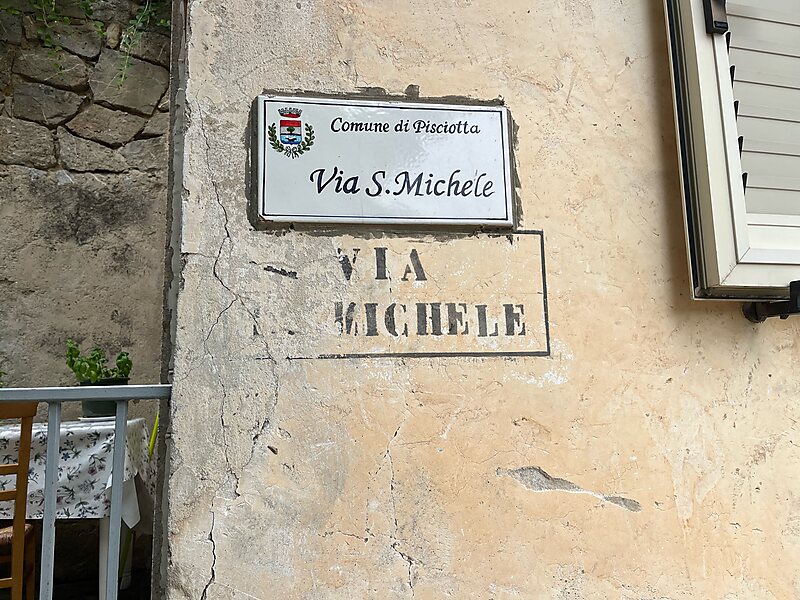 Comune di Pisciotta
Via S. Michele
VIA
MICHELE